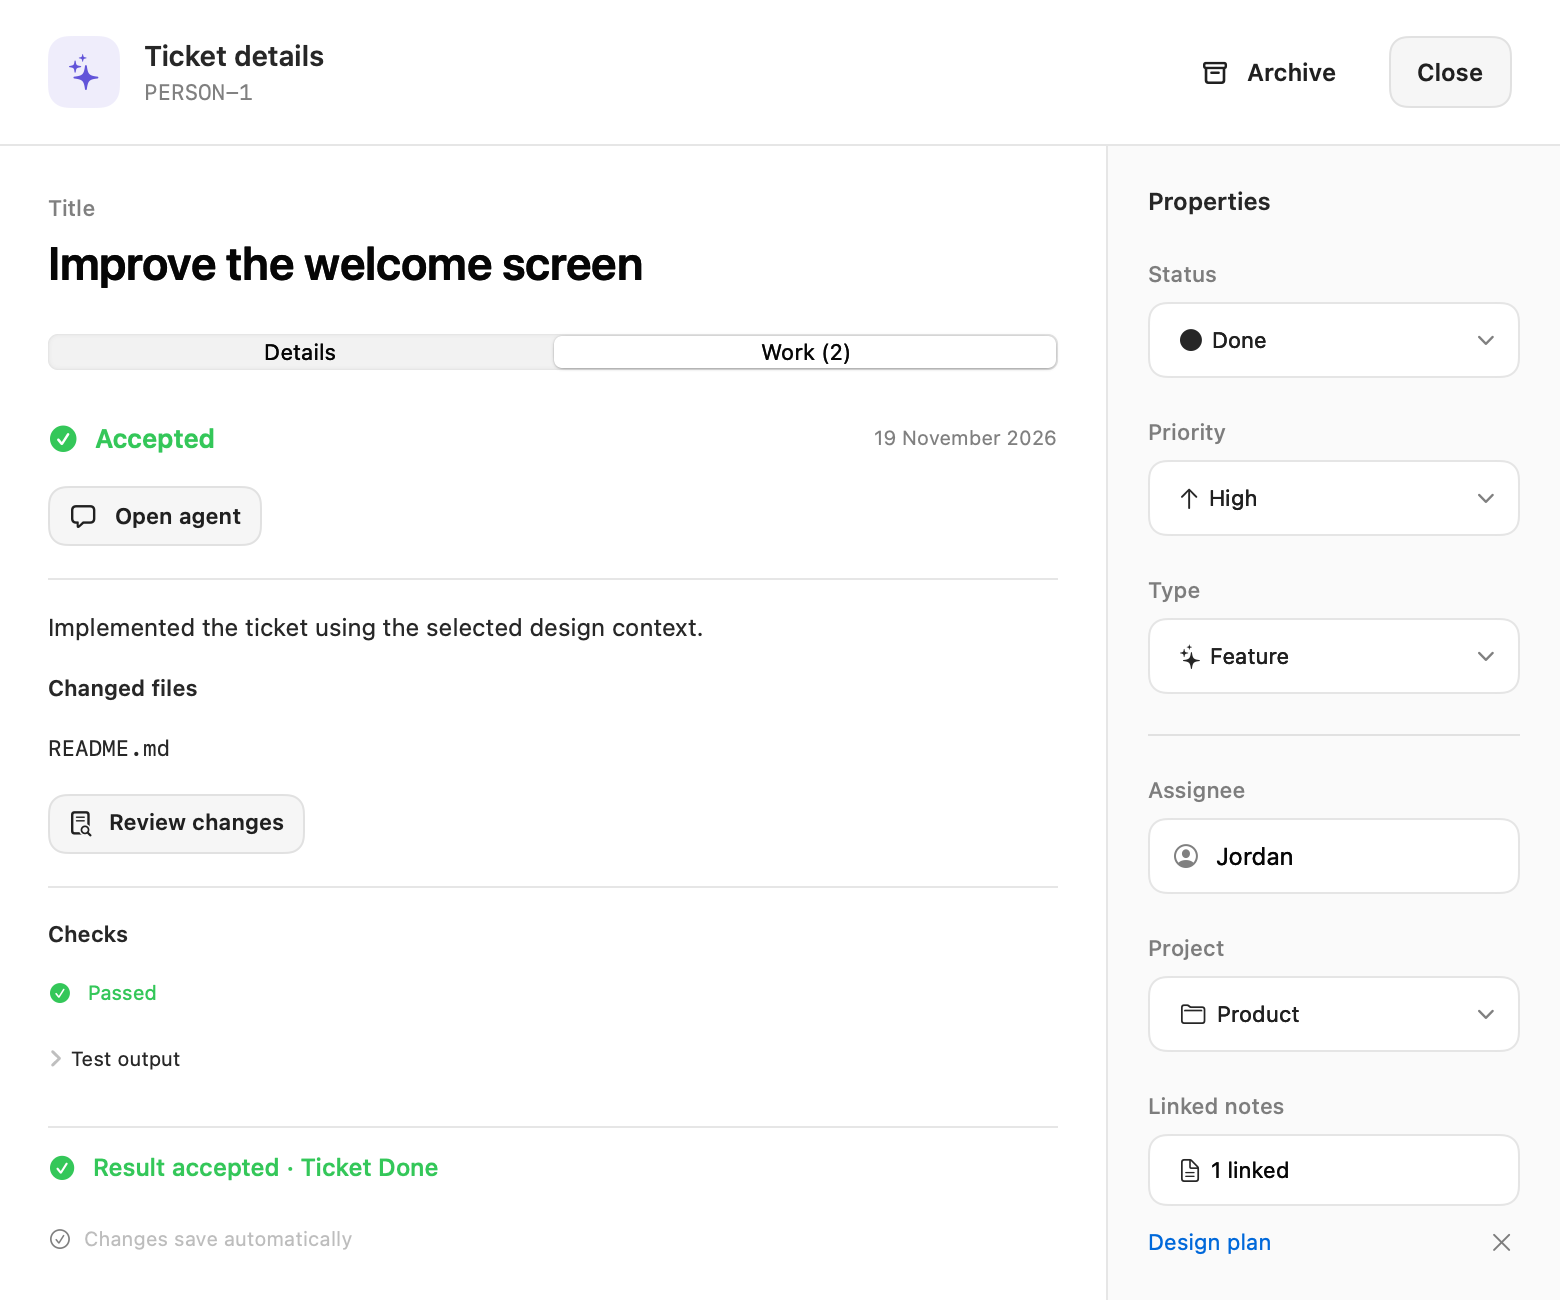 Ticket details
PERSON–1
Archive
Close
Title
Improve the welcome screen
Details
Work (2)
Accepted
19 November 2026
Open agent
Implemented the ticket using the selected design context.
Changed files
README.md
Review changes
Checks
Passed
Test output
Result accepted · Ticket Done
Changes save automatically
Properties
Status
Done
Priority
High
Type
Feature
Assignee
Jordan
Project
Product
Linked notes
1 linked
Design plan